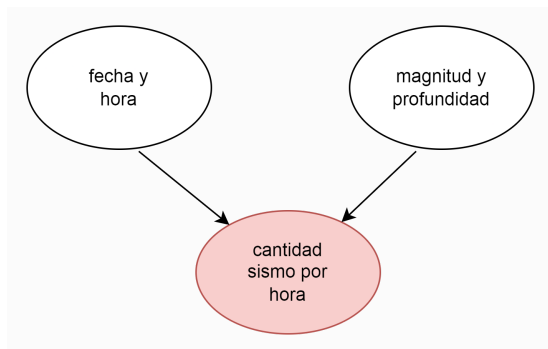 fecha y
hora
magnitud y
profundidad
cantidad
sismo por
hora